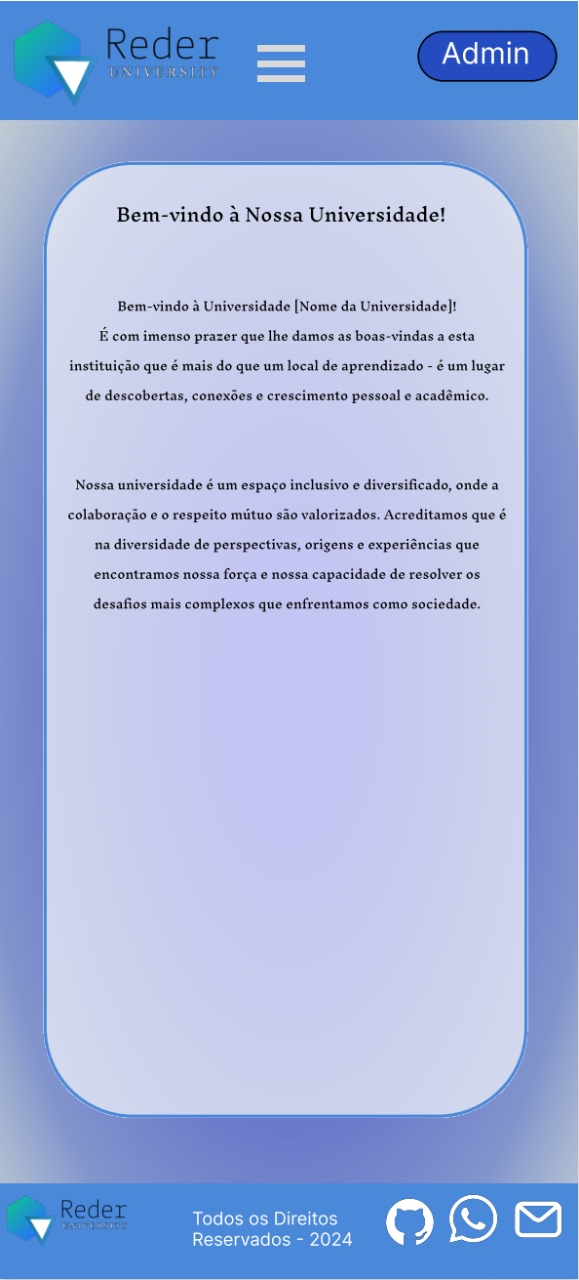 Reder
UNIVERSITY
Admin
Bem-vindo à Nossa Universidade!
Bem-vindo à Universidade [Nome da Universidade]!
É com imenso prazer que lhe damos as boas-vindas a esta
instituição que é mais do que um local de aprendizado - é um lugar
de descobertas, conexões e crescimento pessoal e acadêmico.
Nossa universidade é um espaço inclusivo e diversificado, onde a
colaboração e o respeito mútuo são valorizados. Acreditamos que é
na diversidade de perspectivas, origens e experiências que
encontramos nossa força e nossa capacidade de resolver os
desafios mais complexos que enfrentamos como sociedade.
Reder
UNIVERSITY
Todos os Direitos
Reservados - 2024